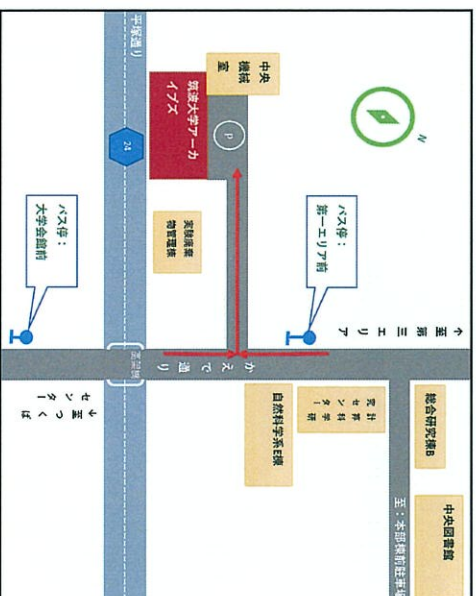 中央
機械
室
筑波大学アーカ
イブズ
P
N
平塚通り
24
実験廃棄
物管理棟
バス停:
第一エリア前
バス停:
大学会館前
↑至第三エリア
かえで通り
↓至つくば
センター
自然科学系E棟
計算科学研
究センター
総合研究棟B
中央図書館
至:本部棟前駐車場